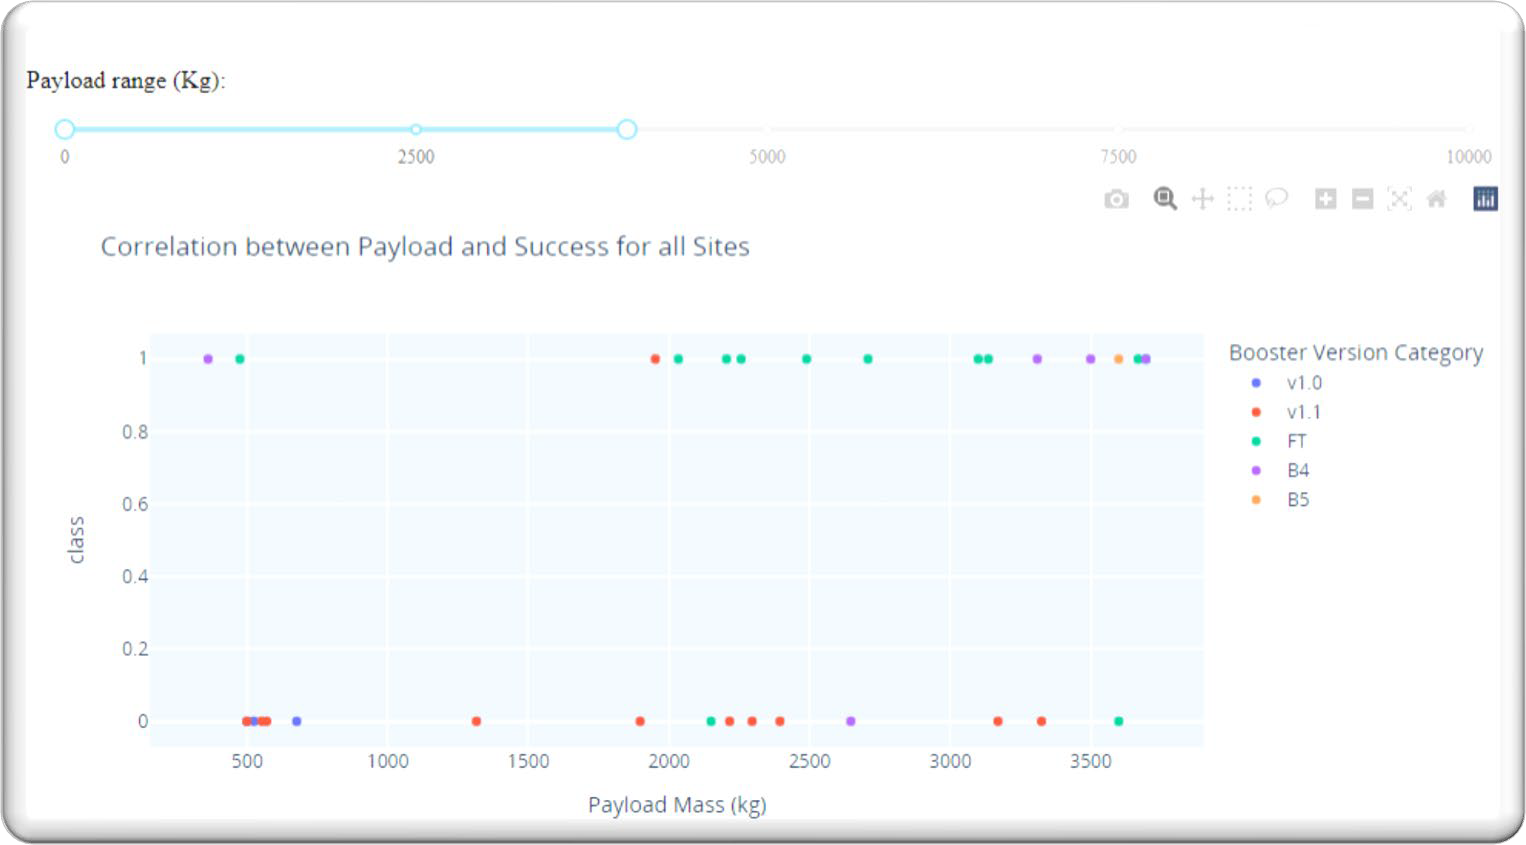 Payload range (Kg):
0 2500 5000 7500 10000
Correlation between Payload and Success for all Sites
1
0.8
0.6
0.4
0.2
0
class
500 1000 1500 2000 2500 3000 3500
Payload Mass (kg)
Booster Version Category
v1.0
v1.1
FT
B4
B5